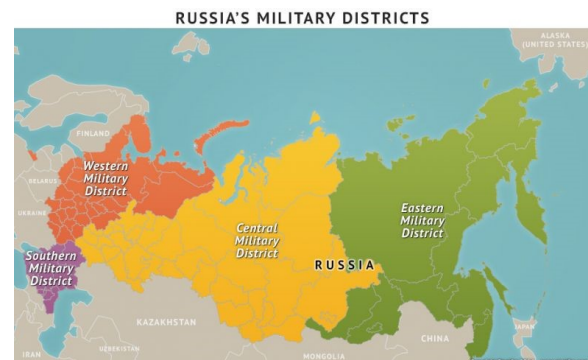 RUSSIA'S MILITARY DISTRICTS
ALASKA
(UNITED STATES)
FINLAND
Western
Military
District
BELARUS
UKRAINE
Southern
Military
District
Central
Military
District
Eastern
Military
District
RUSSIA
KAZAKHSTAN
UZBEKISTAN
IRAN
MONGOLIA
CHINA
JAPAN